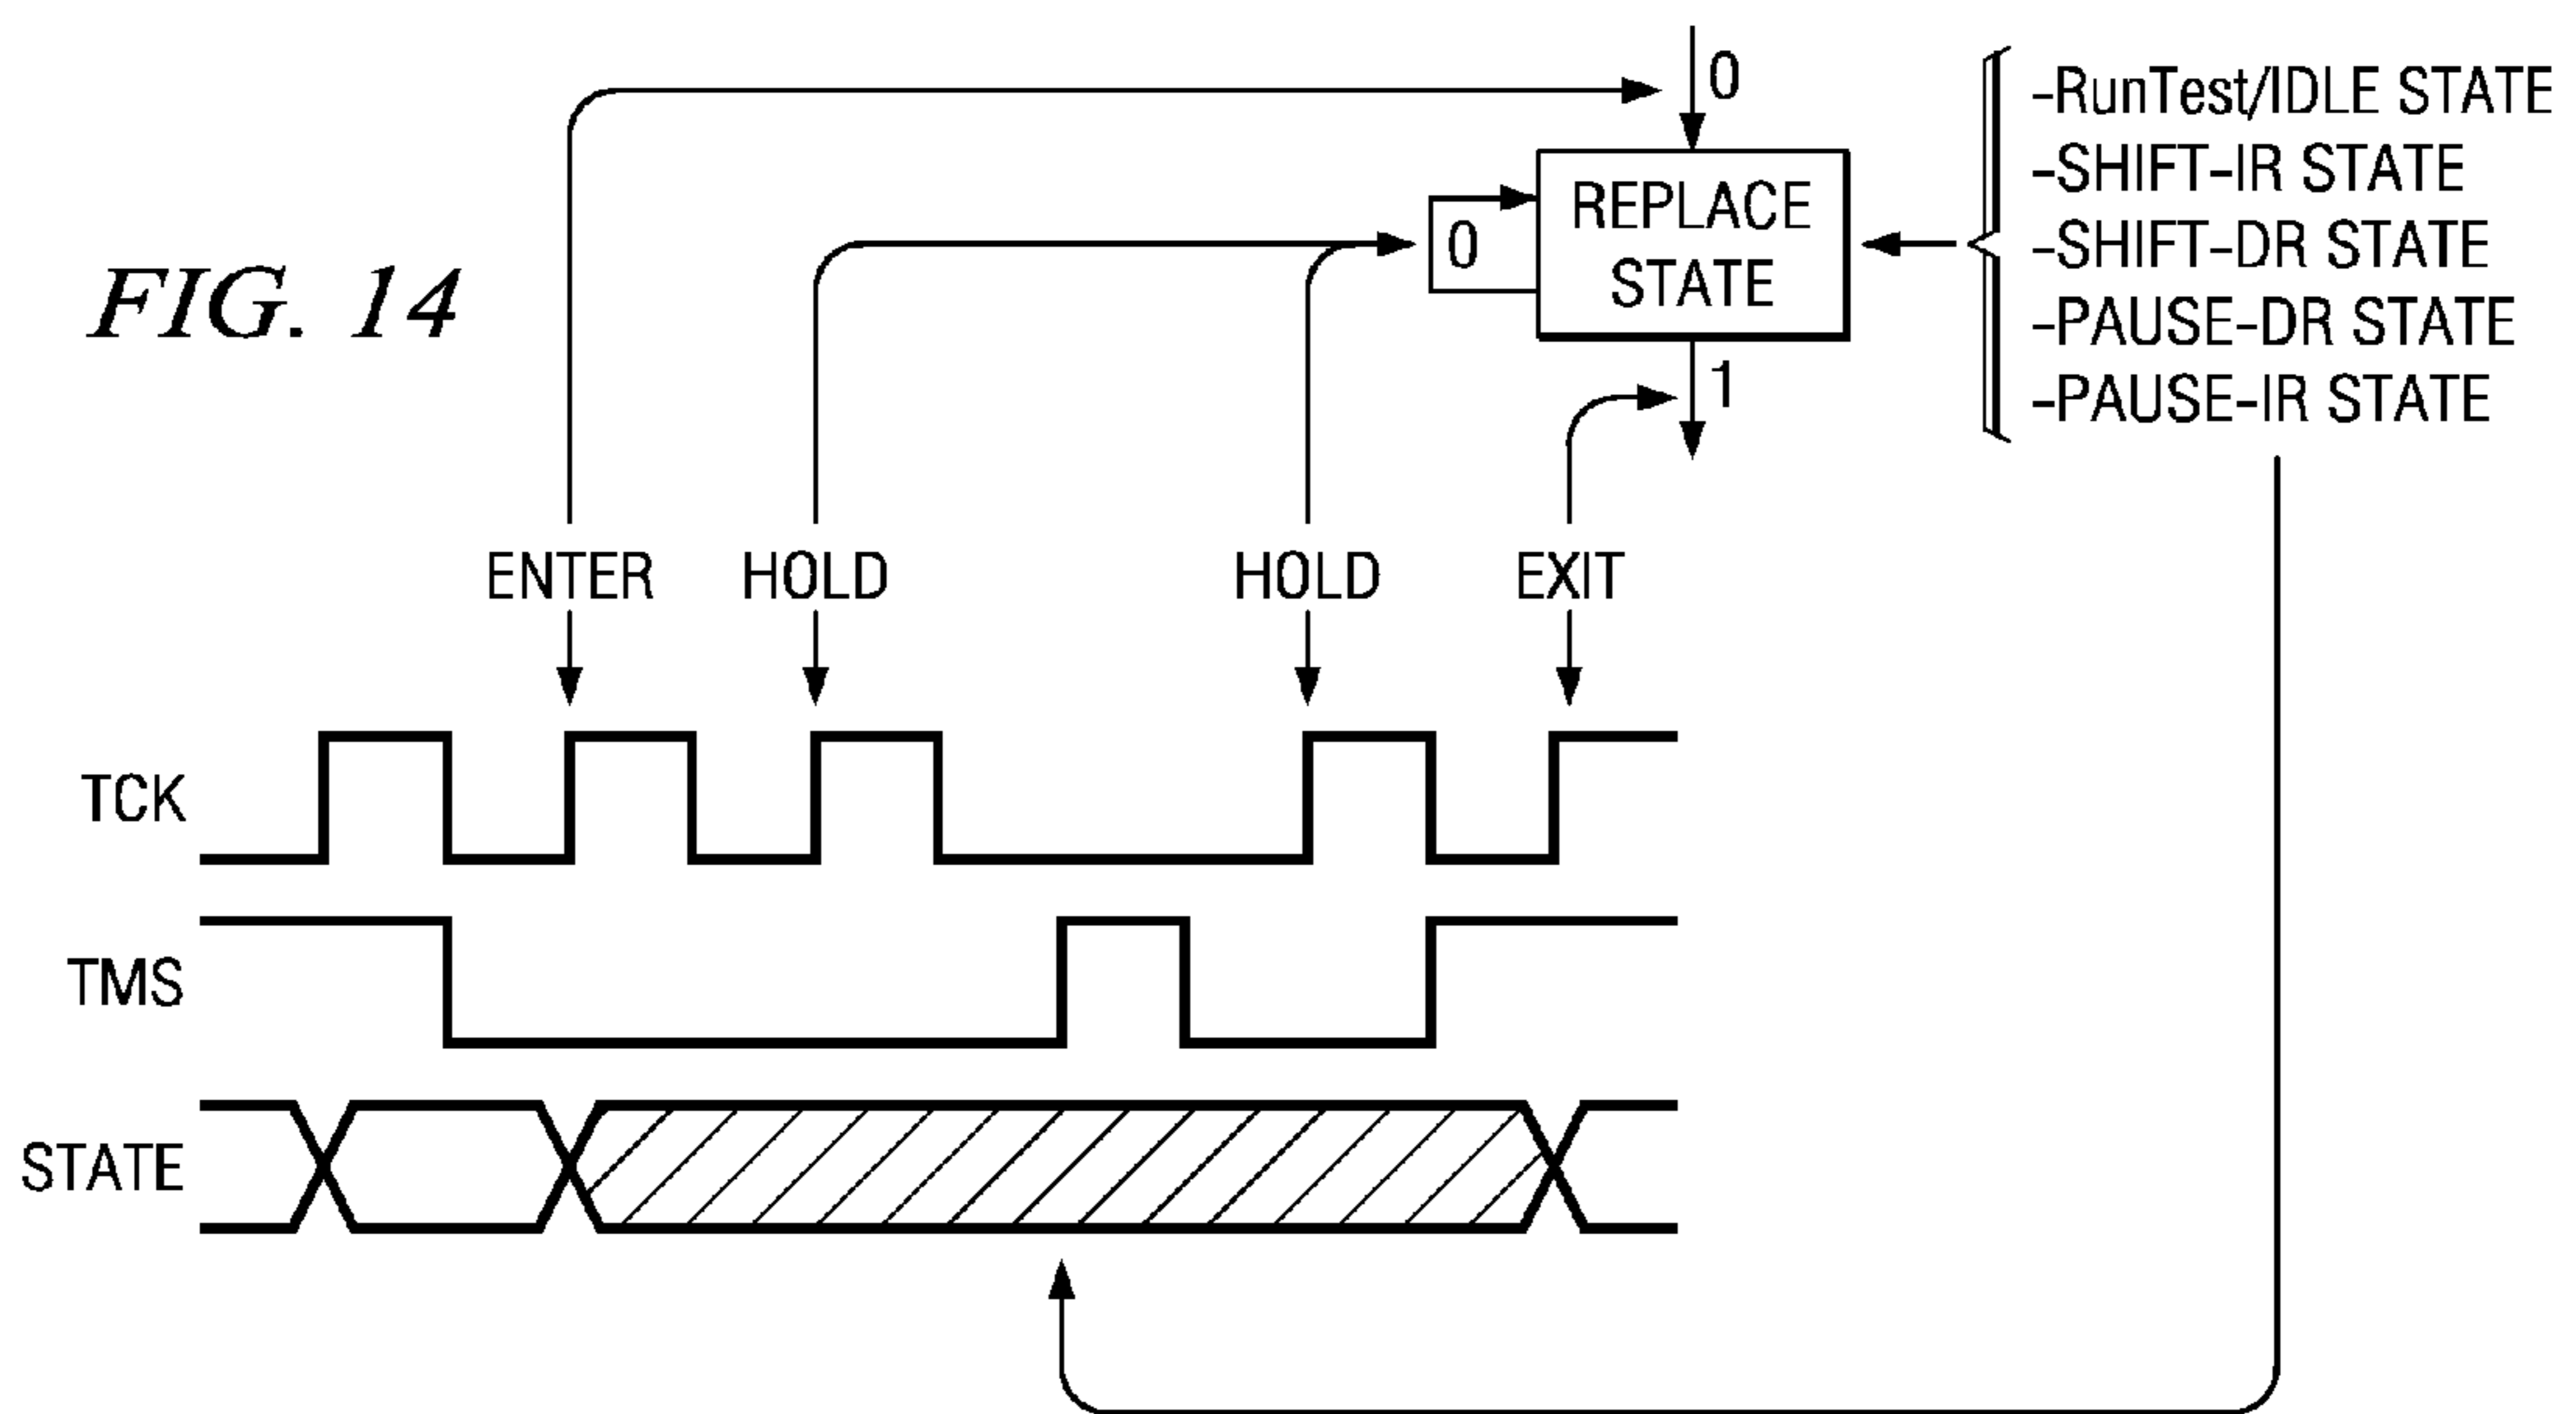 FIG. 14
0
REPLACE
STATE
0
1
-RunTest/IDLE STATE
-SHIFT-IR STATE
-SHIFT-DR STATE
-PAUSE-DR STATE
-PAUSE-IR STATE
ENTER
HOLD
HOLD
EXIT
TCK
TMS
STATE